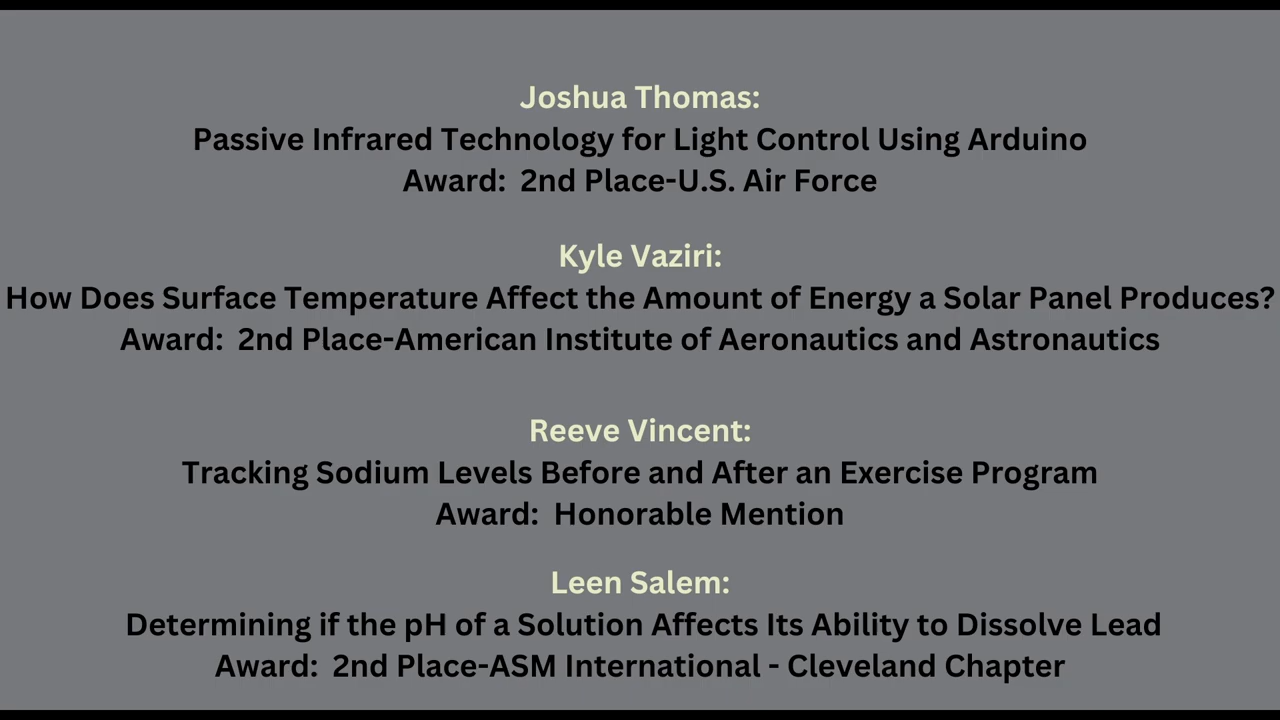 Joshua Thomas:
Passive Infrared Technology for Light Control Using Arduino
Award:  2nd Place-U.S. Air Force
Kyle Vaziri:
How Does Surface Temperature Affect the Amount of Energy a Solar Panel Produces?
Award:  2nd Place-American Institute of Aeronautics and Astronautics
Reeve Vincent:
Tracking Sodium Levels Before and After an Exercise Program
Award:  Honorable Mention
Leen Salem:
Determining if the pH of a Solution Affects Its Ability to Dissolve Lead
Award:  2nd Place-ASM International - Cleveland Chapter